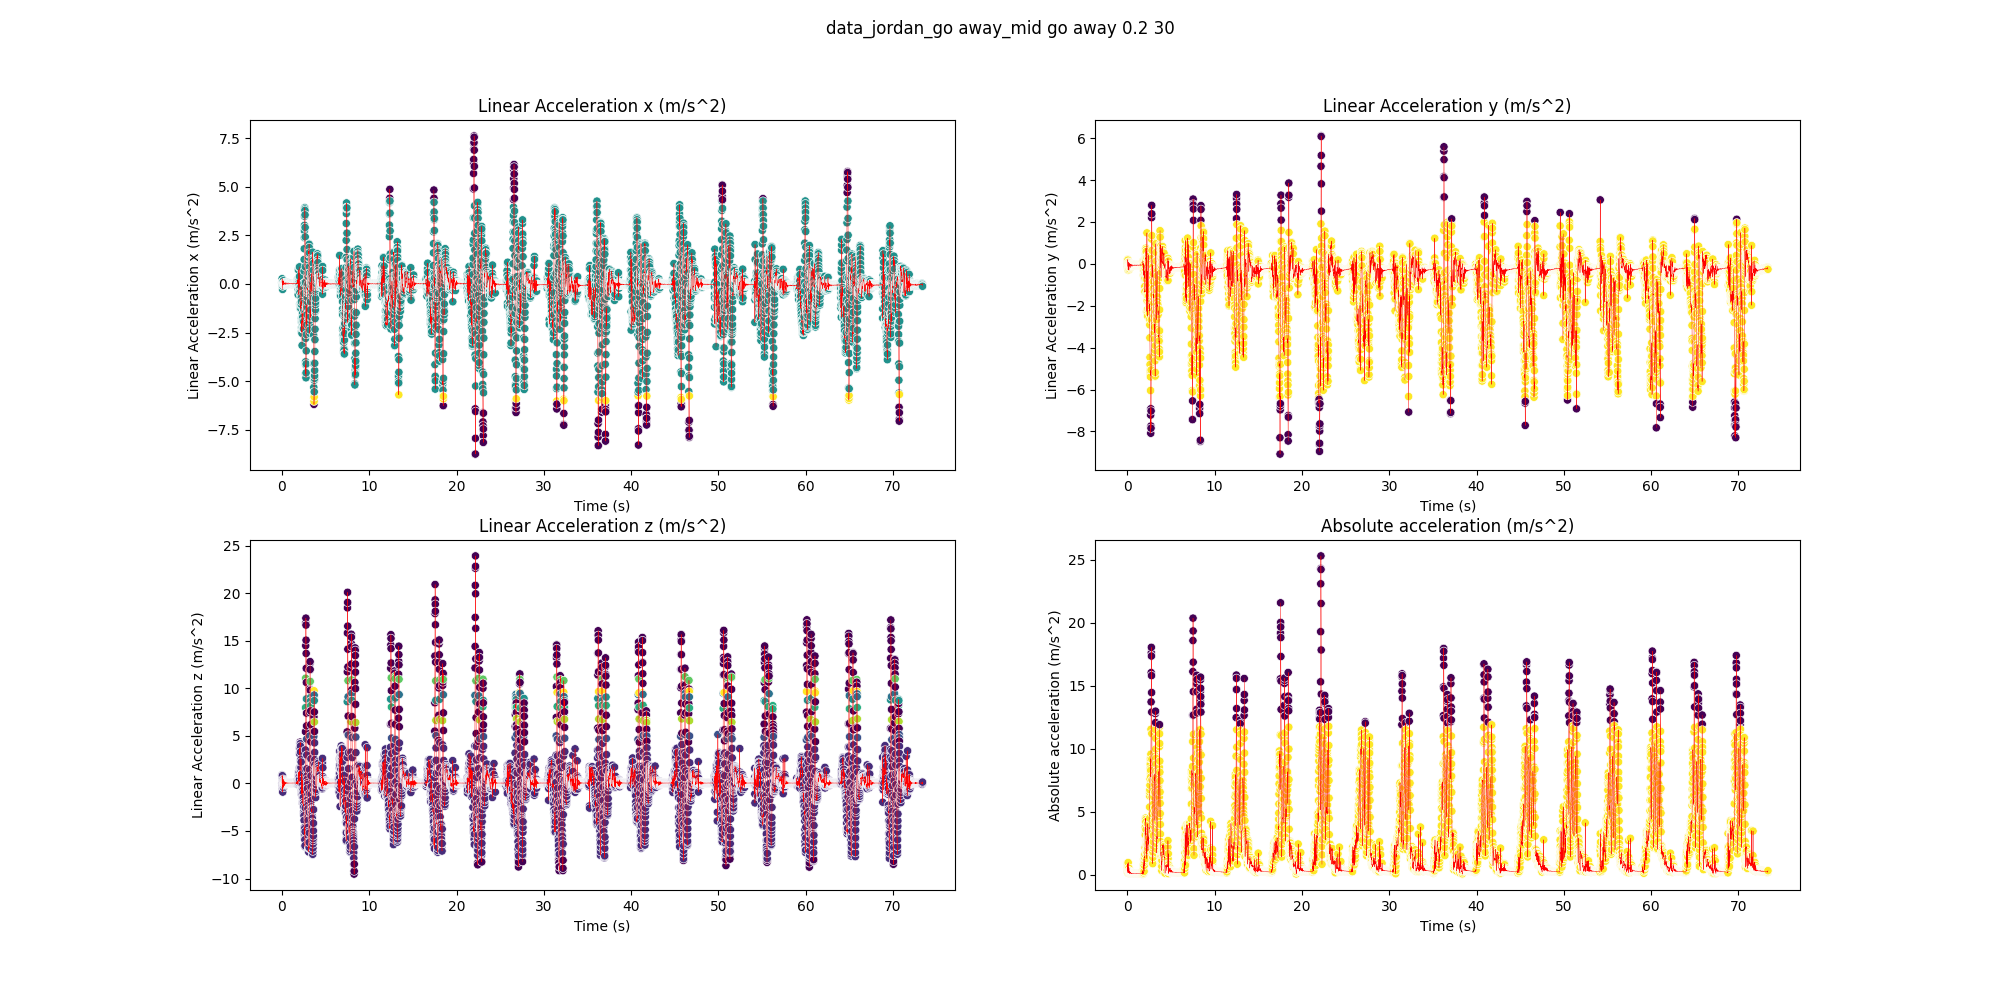 data_jordan_go away_mid go away 0.2 30
Linear Acceleration x (m/s^2)
Linear Acceleration x (m/s^2)
7.5
5.0
2.5
0.0
−2.5
−5.0
−7.5
0 10 20 30 40 50 60 70
Time (s)
Linear Acceleration y (m/s^2)
Linear Acceleration y (m/s^2)
6
4
2
0
−2
−4
−6
−8
0 10 20 30 40 50 60 70
Time (s)
Linear Acceleration z (m/s^2)
Linear Acceleration z (m/s^2)
25
20
15
10
5
0
−5
−10
0 10 20 30 40 50 60 70
Time (s)
Absolute acceleration (m/s^2)
Absolute acceleration (m/s^2)
25
20
15
10
5
0
0 10 20 30 40 50 60 70
Time (s)